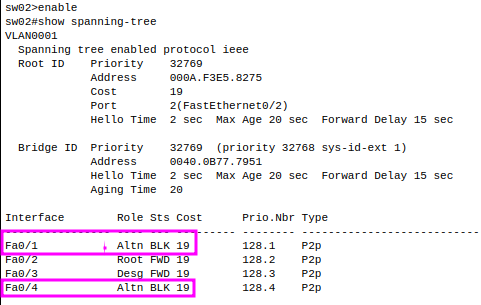 sw02>enable
sw02#show spanning-tree
VLAN0001
  Spanning tree enabled protocol ieee
  Root ID    Priority    32769
             Address     000A.F3E5.8275
             Cost        19
             Port        2(FastEthernet0/2)
             Hello Time  2 sec  Max Age 20 sec  Forward Delay 15 sec

  Bridge ID  Priority    32769  (priority 32768 sys-id-ext 1)
             Address     0040.0B77.7951
             Hello Time  2 sec  Max Age 20 sec  Forward Delay 15 sec
             Aging Time  20

Interface        Role Sts Cost      Prio.Nbr Type
---------------- ---- --- --------- -------- --------------------------------
Fa0/1            Altn BLK 19        128.1    P2p
Fa0/2            Root FWD 19        128.2    P2p
Fa0/3            Desg FWD 19        128.3    P2p
Fa0/4            Altn BLK 19        128.4    P2p